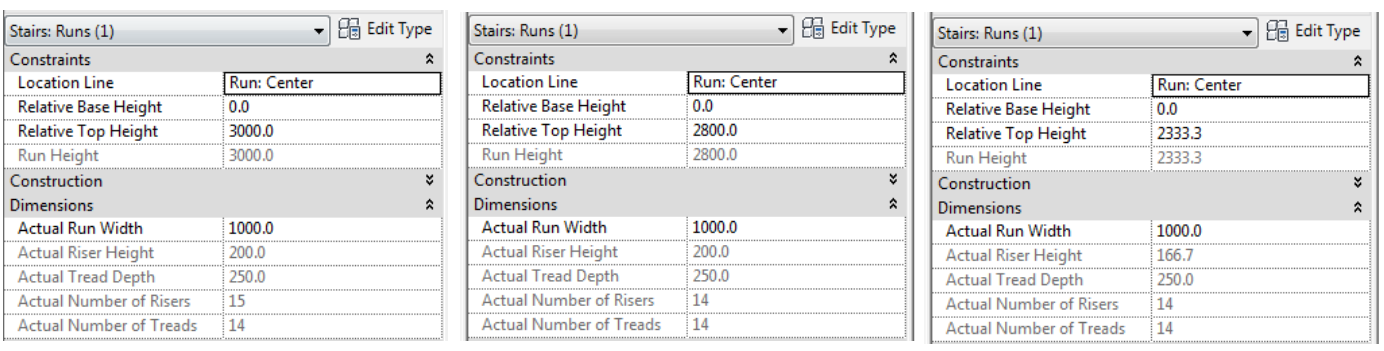 Stairs: Runs (1) Edit Type
Constraints
Location Line Run: Center
Relative Base Height 0.0
Relative Top Height 3000.0
Run Height 3000.0
Construction
Dimensions
Actual Run Width 1000.0
Actual Riser Height 200.0
Actual Tread Depth 250.0
Actual Number of Risers 15
Actual Number of Treads 14
Stairs: Runs (1) Edit Type
Constraints
Location Line Run: Center
Relative Base Height 0.0
Relative Top Height 2800.0
Run Height 2800.0
Construction
Dimensions
Actual Run Width 1000.0
Actual Riser Height 200.0
Actual Tread Depth 250.0
Actual Number of Risers 14
Actual Number of Treads 14
Stairs: Runs (1) Edit Type
Constraints
Location Line Run: Center
Relative Base Height 0.0
Relative Top Height 2333.3
Run Height 2333.3
Construction
Dimensions
Actual Run Width 1000.0
Actual Riser Height 166.7
Actual Tread Depth 250.0
Actual Number of Risers 14
Actual Number of Treads 14